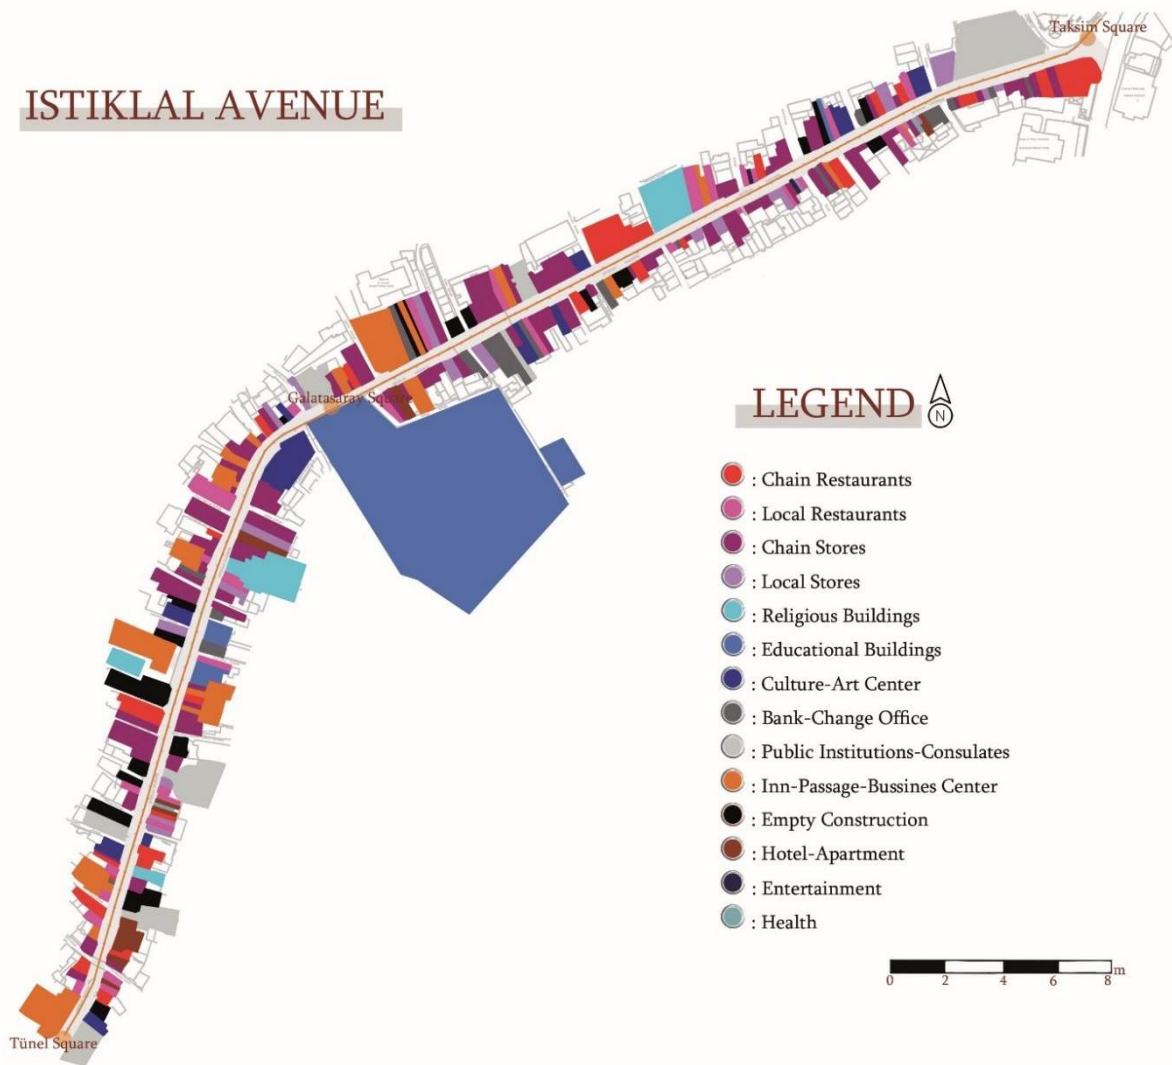 Taksim Square
ISTIKLAL AVENUE
Galatasaray Square
LEGEND
N
: Chain Restaurants
: Local Restaurants
: Chain Stores
: Local Stores
: Religious Buildings
: Educational Buildings
: Culture-Art Center
: Bank-Change Office
: Public Institutions-Consulates
: Inn-Passage-Bussines Center
: Empty Construction
: Hotel-Apartment
: Entertainment
: Health
m
0 2 4 6 8
Tünel Square